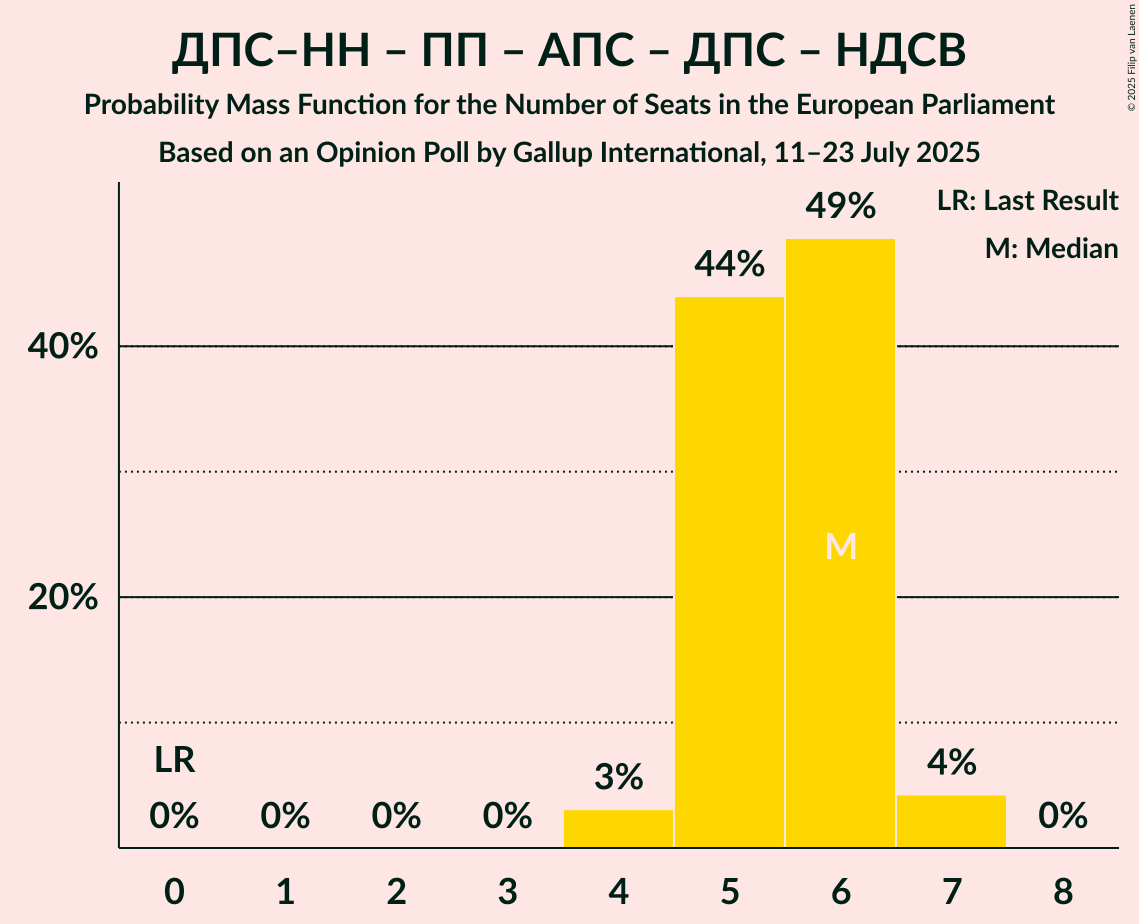 ДПС–НН – ПП – АПС – ДПС – НДСВ
Probability Mass Function for the Number of Seats in the European Parliament
Based on an Opinion Poll by Gallup International, 11–23 July 2025
© 2025 Filip van Laenen
LR: Last Result
M: Median
49%
44%
40%
M
20%
LR
3%
4%
0% 0% 0% 0% 0%
0 1 2 3 4 5 6 7 8